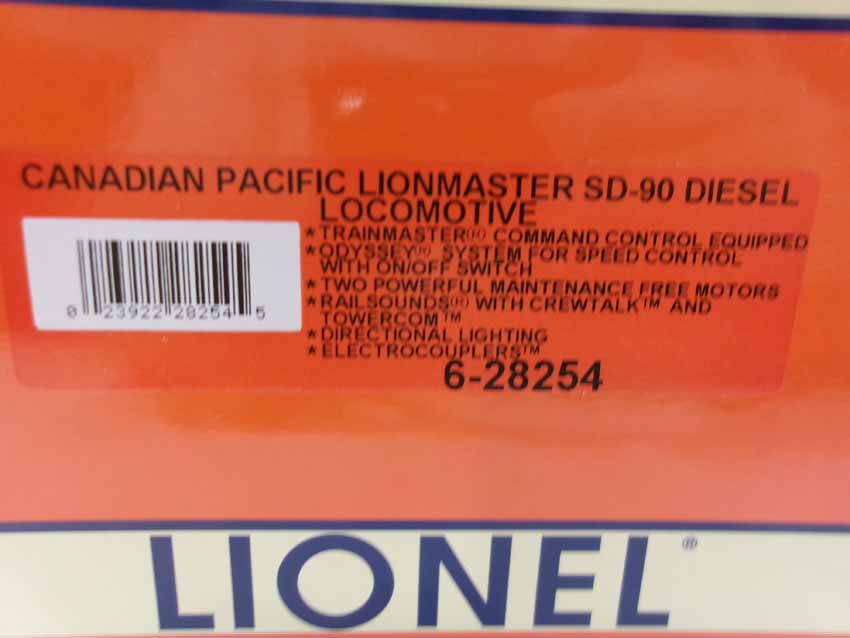 CANADIAN PACIFIC LIONMASTER SD-90 DIESEL
LOCOMOTIVE
*TRAINMASTER® COMMAND CONTROL EQUIPPED
*ODYSSEY® SYSTEM FOR SPEED CONTROL
WITH ON/OFF SWITCH
*TWO POWERFUL MAINTENANCE FREE MOTORS
*RAILSOUNDS® WITH CREWTALK™ AND
TOWERCOM™
*DIRECTIONAL LIGHTING
*ELECTROCOUPLERS™
6-28254
0 23922 28254 5
LIONEL®